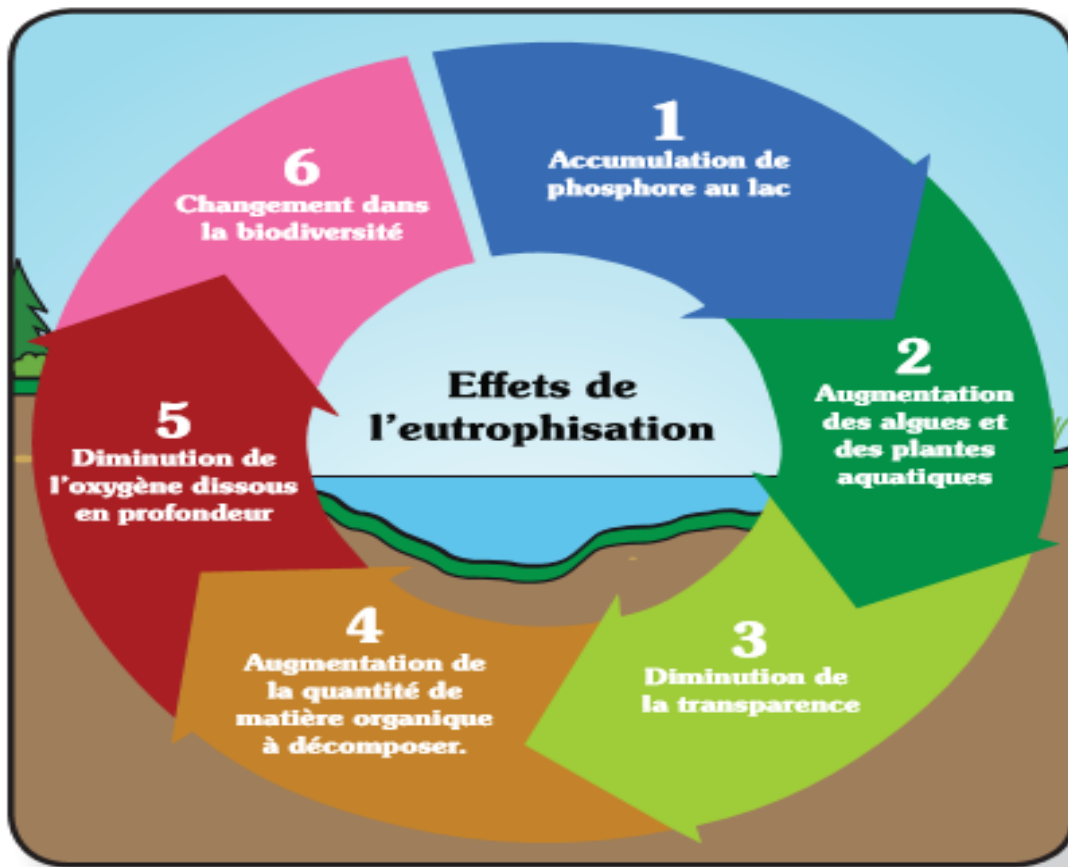 1
Accumulation de
phosphore au lac
2
Augmentation
des algues et
des plantes
aquatiques
3
Diminution de
la transparence
4
Augmentation de
la quantité de
matière organique
à décomposer.
5
Diminution de
l'oxygène dissous
en profondeur
6
Changement dans
la biodiversité
Effets de
l'eutrophisation